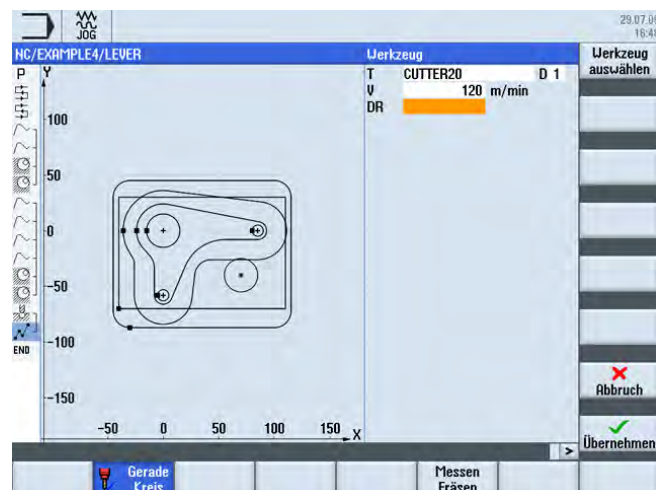 JOG
29.07.0
16:4
NC/EXAMPLE4/LEVER
Werkzeug
Werkzeug
auswählen
P
Y
T CUTTER20 D 1
V 120 m/min
DR
100
50
0
-50
-100
-150
END
-50 0 50 100 150 X
Abbruch
Übernehmen
>
Gerade
Kreis
Messen
Fräsen